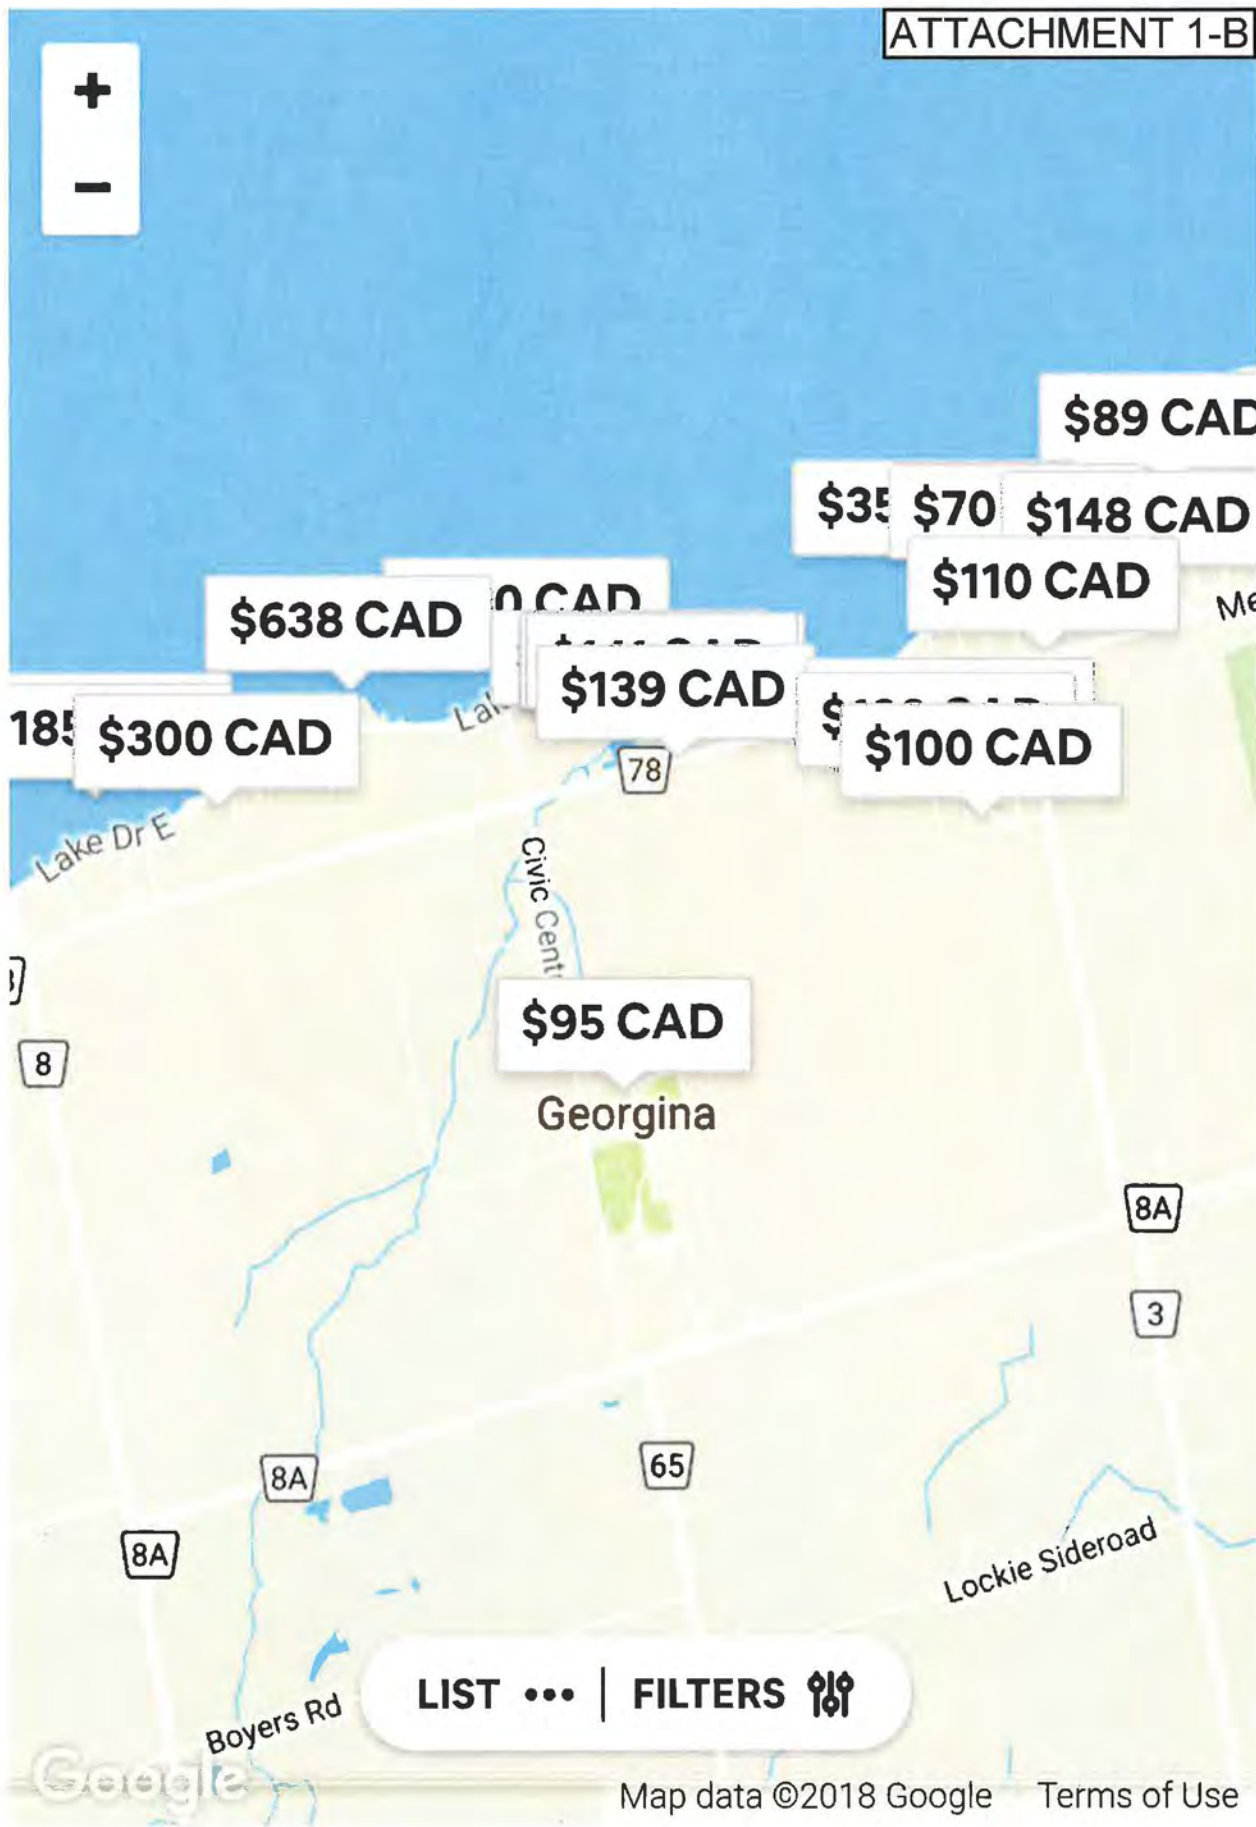 ATTACHMENT 1-B
+
−
$89 CAD
$70
$148 CAD
$110 CAD
$638 CAD
CAD
$139 CAD
$300 CAD
$100 CAD
78
Lake Dr E
Civic
$95 CAD
8
Georgina
8A
3
65
8A
8A
Lockie Sideroad
LIST ••• | FILTERS
Boyers Rd
Google
Map data ©2018 Google Terms of Use